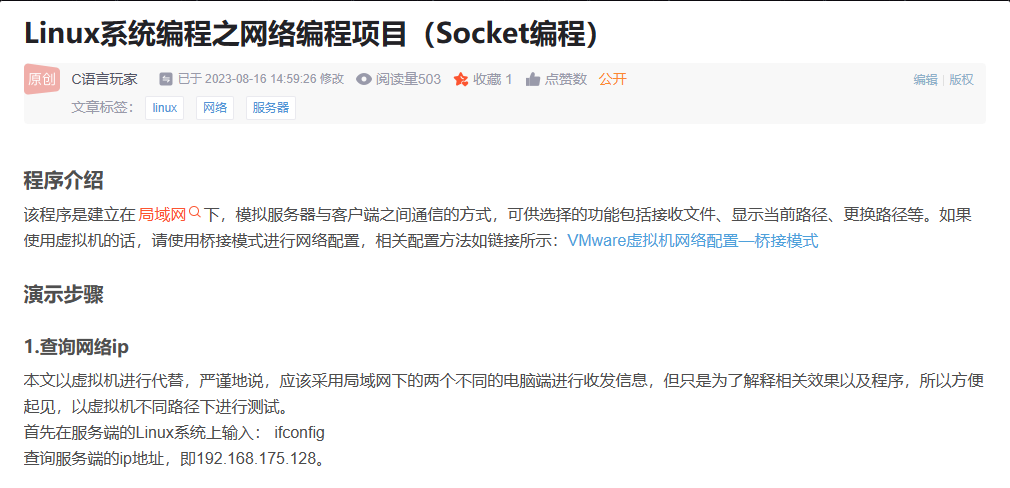 Linux系统编程之网络编程项目（Socket编程）
原创 C语言玩家 已于 2023-08-16 14:59:26 修改 阅读量503 收藏 1 点赞数 公开 编辑 版权
文章标签： linux 网络 服务器
程序介绍
该程序是建立在 局域网 下，模拟服务器与客户端之间通信的方式，可供选择的功能包括接收文件、显示当前路径、更换路径等。如果
使用虚拟机的话，请使用桥接模式进行网络配置，相关配置方法如链接所示：VMware虚拟机网络配置—桥接模式
演示步骤
1.查询网络ip
本文以虚拟机进行代替，严谨地说，应该采用局域网下的两个不同的电脑端进行收发信息，但只是为了解释相关效果以及程序，所以方便
起见，以虚拟机不同路径下进行测试。
首先在服务端的Linux系统上输入： ifconfig
查询服务端的ip地址，即192.168.175.128。